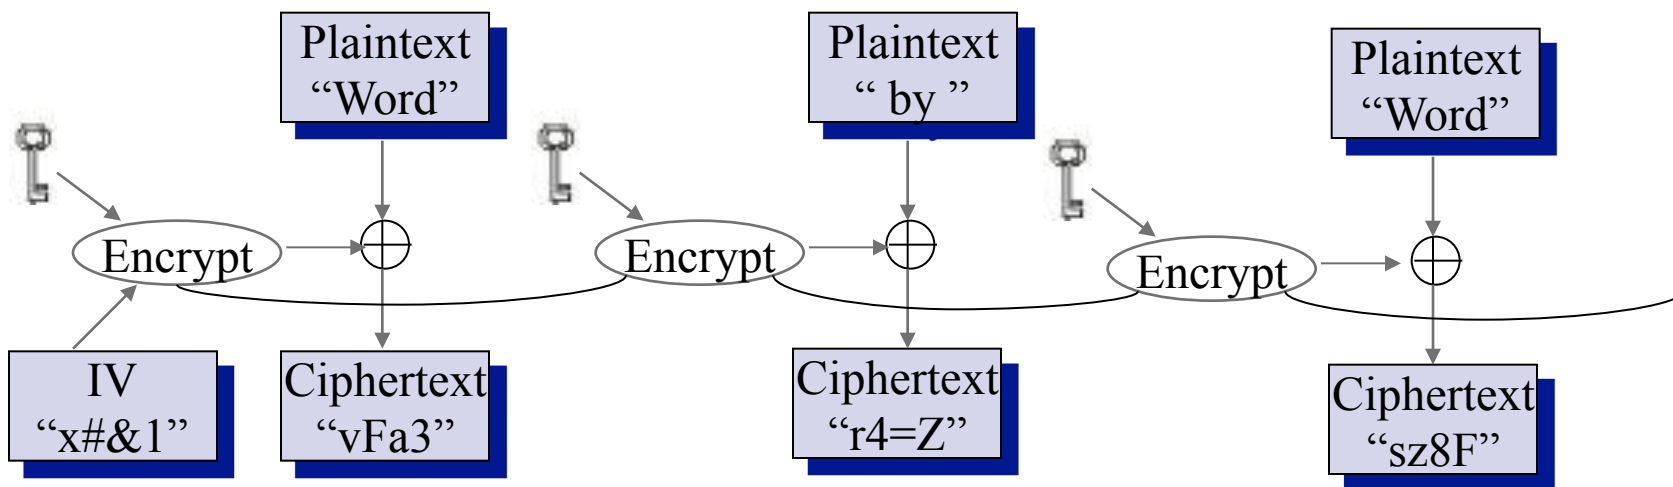 Plaintext
“Word”
Plaintext
“ by ”
Plaintext
“Word”
Encrypt
Encrypt
Encrypt
IV
“x#&1”
Ciphertext
“vFa3”
Ciphertext
“r4=Z”
Ciphertext
“sz8F”